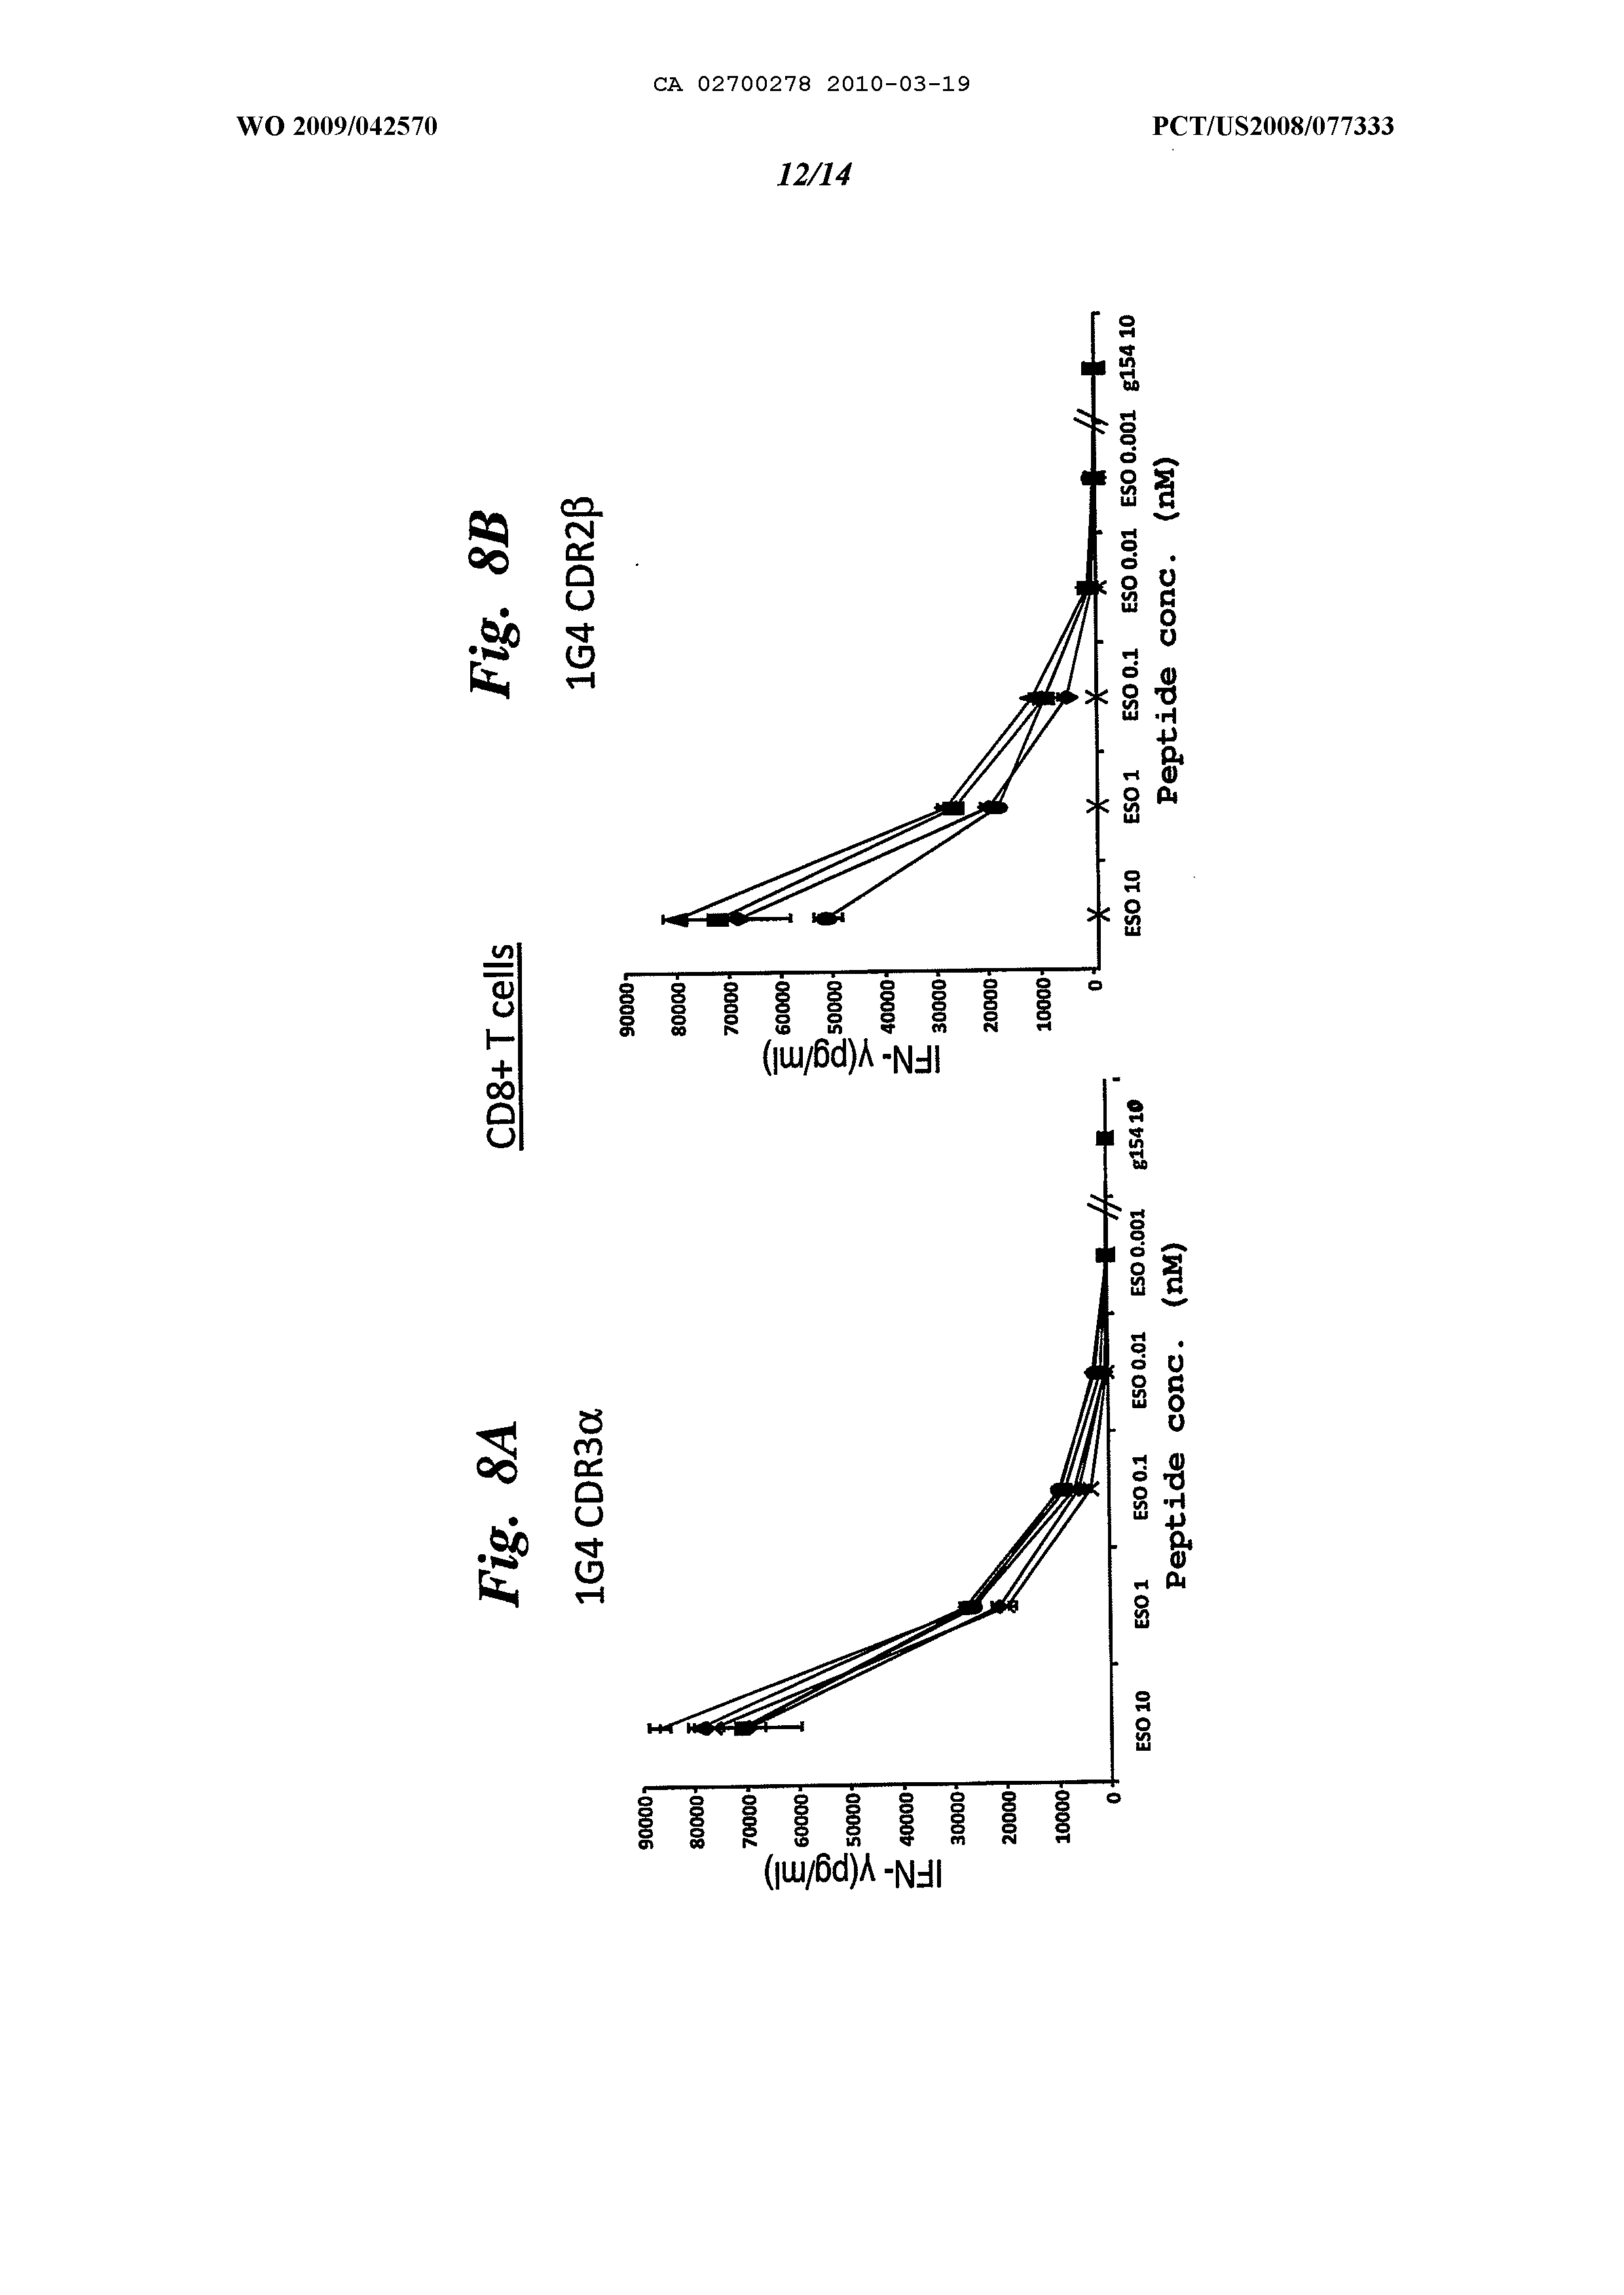 CA 02700278 2010-03-19
WO 2009/042570
PCT/US2008/077333
12/14
CD8+ T cells
Fig. 8A
1G4 CDR3α
IFN- γ(pg/ml)
90000
80000
70000
60000
50000
40000
30000
20000
10000
0
ESO 10
ESO 1
ESO 0.1
ESO 0.01
ESO 0.001
g154 10
Peptide conc. (nM)
Fig. 8B
1G4 CDR2β
IFN- γ(pg/ml)
90000
80000
70000
60000
50000
40000
30000
20000
10000
0
ESO 10
ESO 1
ESO 0.1
ESO 0.01
ESO 0.001
g154 10
Peptide conc. (nM)